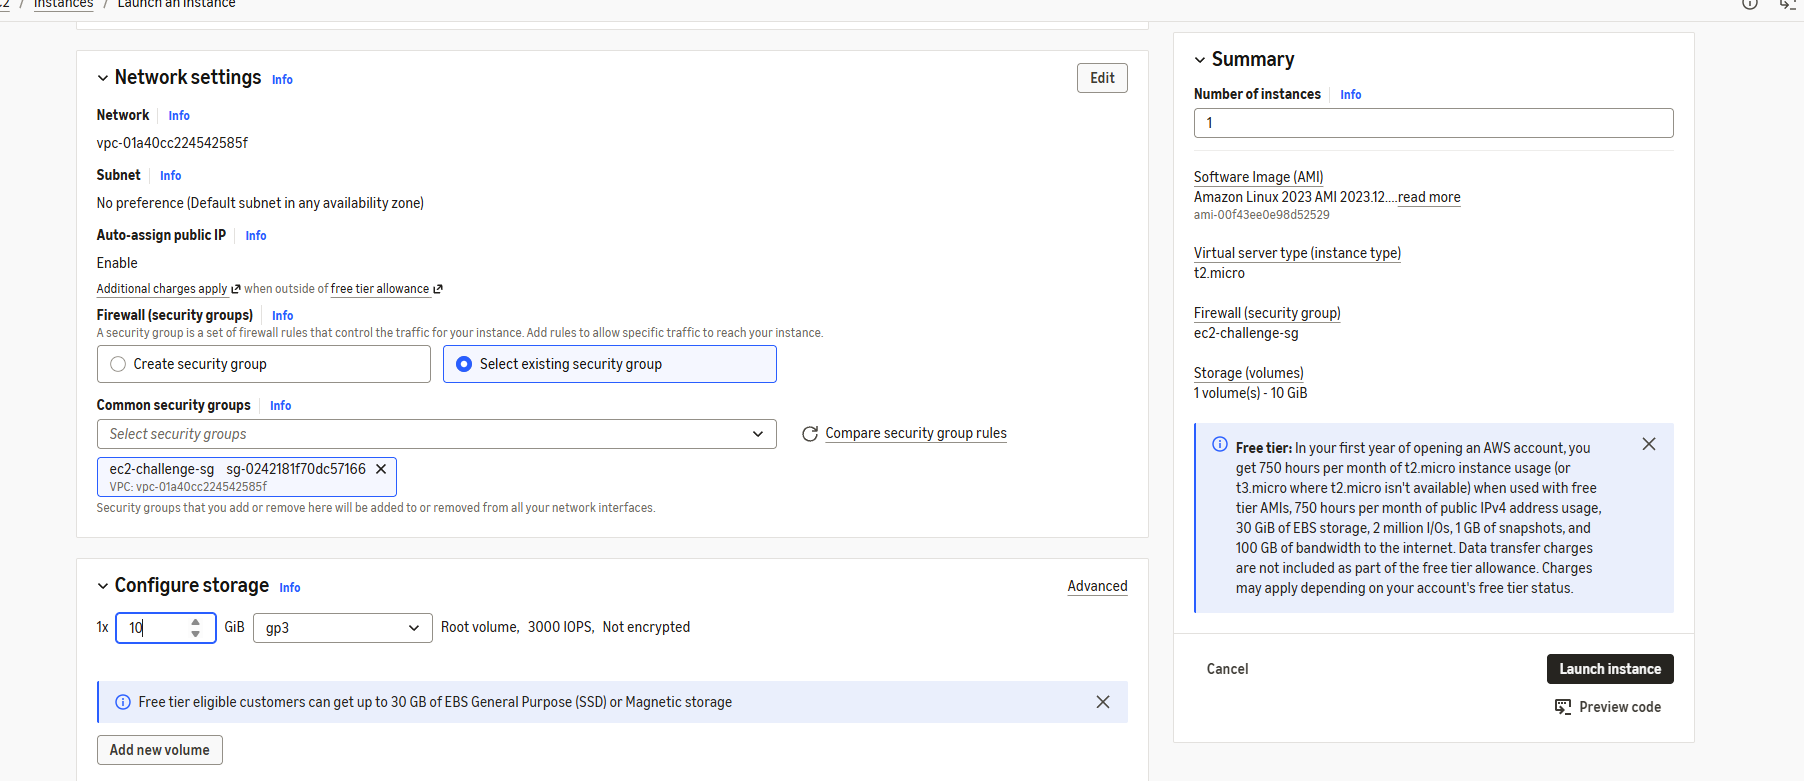 Instances / Launch an instance
Network settings Info
Edit
Network Info
vpc-01a40cc224542585f
Subnet Info
No preference (Default subnet in any availability zone)
Auto-assign public IP Info
Enable
Additional charges apply when outside of free tier allowance
Firewall (security groups) Info
A security group is a set of firewall rules that control the traffic for your instance. Add rules to allow specific traffic to reach your instance.
Create security group
Select existing security group
Common security groups Info
Select security groups
Compare security group rules
ec2-challenge-sg sg-0242181f70dc57166
VPC: vpc-01a40cc224542585f
Security groups that you add or remove here will be added to or removed from all your network interfaces.
Configure storage Info
Advanced
1x 10 GiB gp3 Root volume, 3000 IOPS, Not encrypted
Free tier eligible customers can get up to 30 GB of EBS General Purpose (SSD) or Magnetic storage
Add new volume
Summary
Number of instances Info
1
Software Image (AMI)
Amazon Linux 2023 AMI 2023.12....read more
ami-00f43ee0e98d52529
Virtual server type (instance type)
t2.micro
Firewall (security group)
ec2-challenge-sg
Storage (volumes)
1 volume(s) - 10 GiB
Free tier: In your first year of opening an AWS account, you
get 750 hours per month of t2.micro instance usage (or
t3.micro where t2.micro isn't available) when used with free
tier AMIs, 750 hours per month of public IPv4 address usage,
30 GiB of EBS storage, 2 million I/Os, 1 GB of snapshots, and
100 GB of bandwidth to the internet. Data transfer charges
are not included as part of the free tier allowance. Charges
may apply depending on your account's free tier status.
Cancel
Launch instance
Preview code